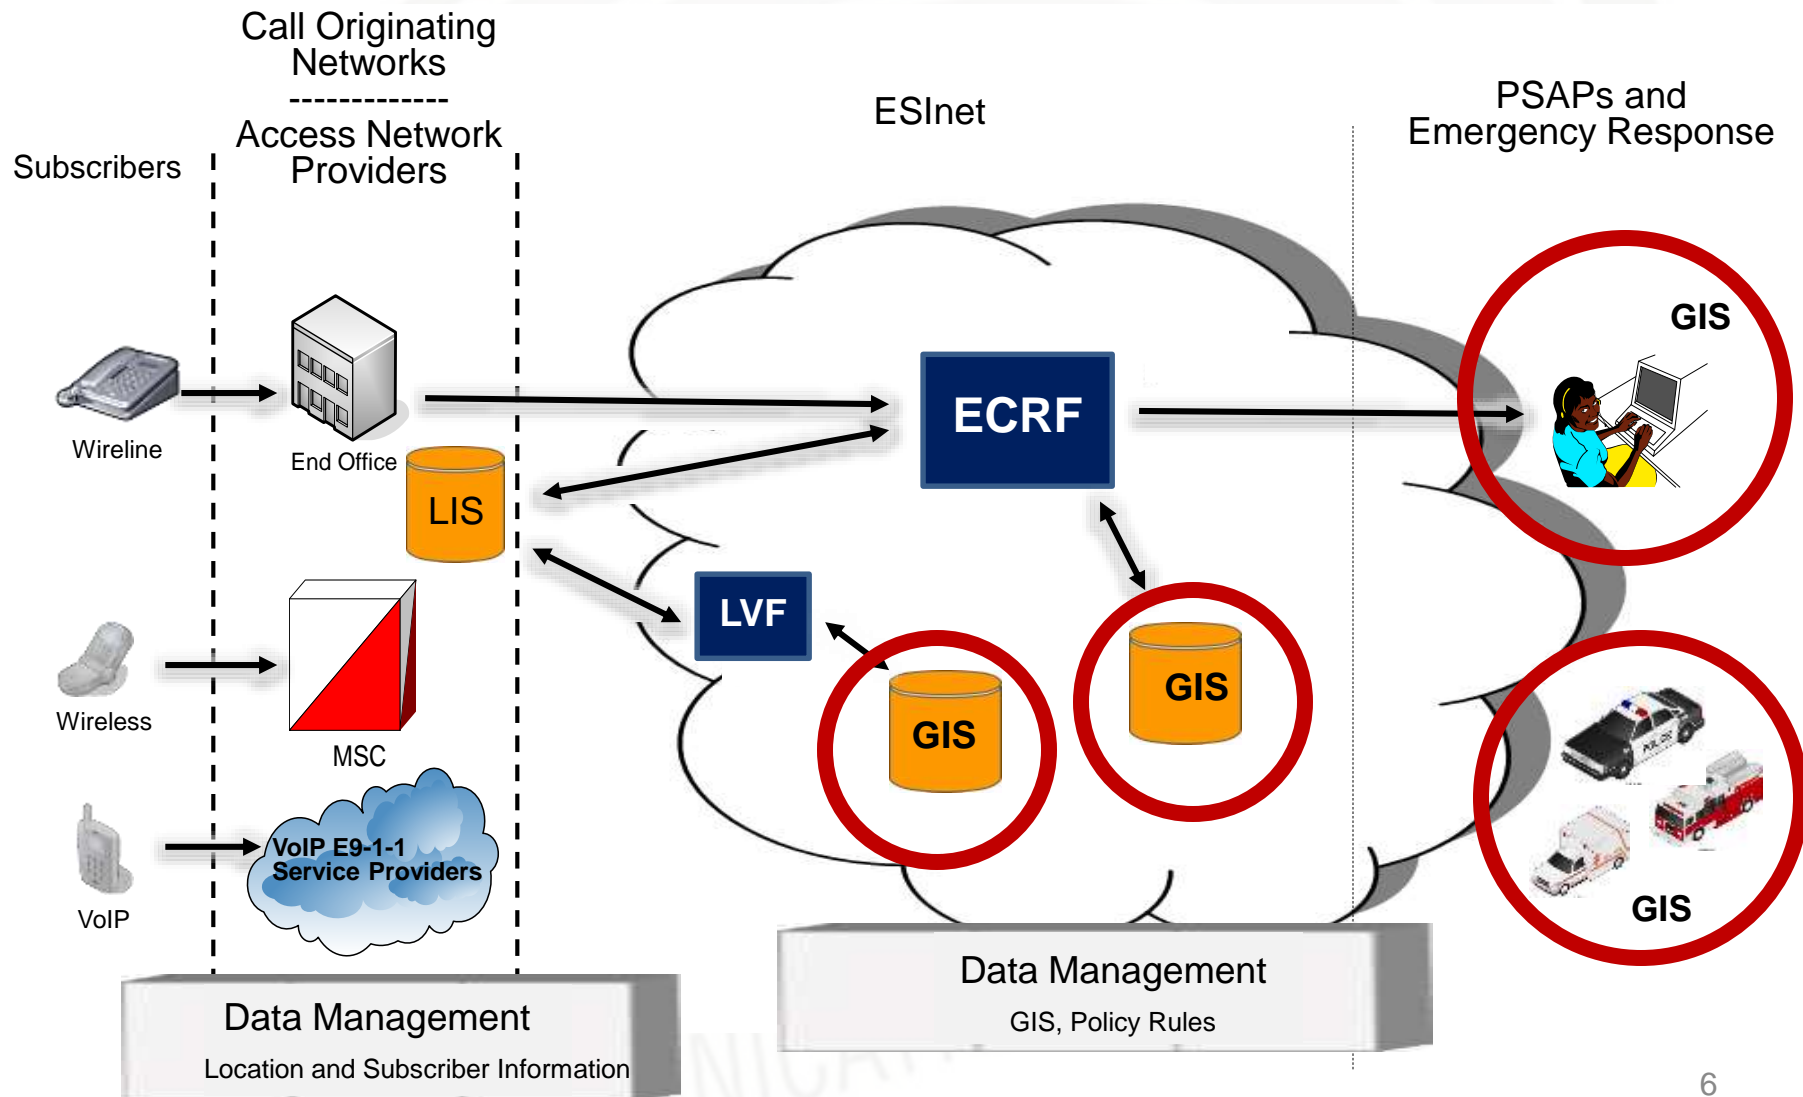 Call Originating
Networks
-------------
Access Network
Providers
Subscribers
ESInet
PSAPs and
Emergency Response
Wireline
End Office
LIS
ECRF
GIS
LVF
GIS
GIS
Wireless
MSC
VoIP E9-1-1
Service Providers
VoIP
GIS
Data Management
Location and Subscriber Information
Data Management
GIS, Policy Rules
6